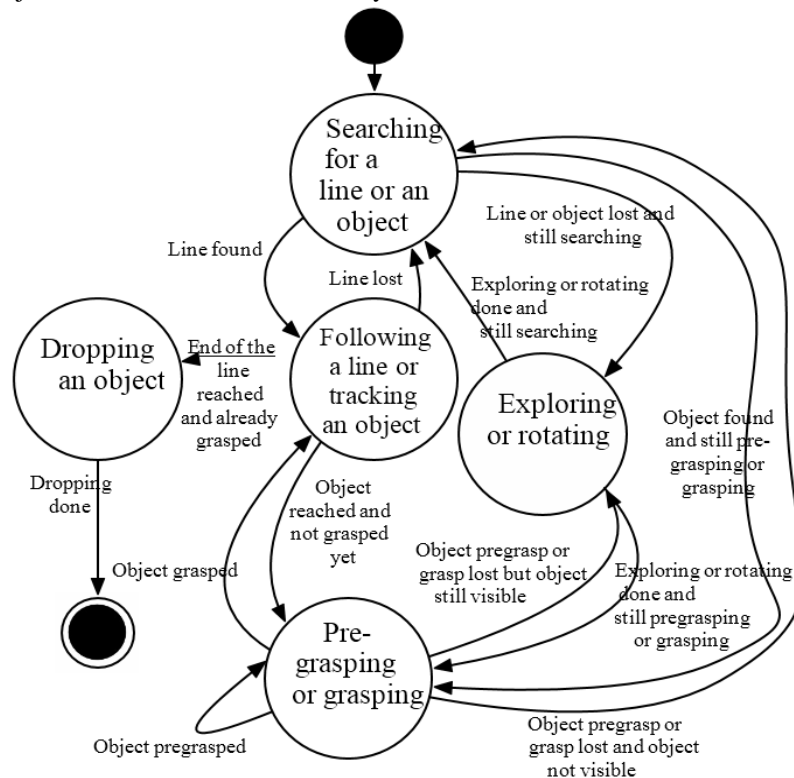 Searching
for a
line or an
object
Line or object lost and
still searching
Line found
Line lost
Exploring or rotating
done and
still searching
Dropping
an object
End of the
line
reached
and already
grasped
Following
a line or
tracking
an object
Exploring
or rotating
Object found
and still pre-
grasping or
grasping
Dropping
done
Object
reached and
not grasped
yet
Object grasped
Object pregrasp or
grasp lost but object
still visible
Exploring or rotating
done and
still pregrasping
or grasping
Pre-
grasping
or grasping
Object pregrasped
Object pregrasp or
grasp lost and object
not visible